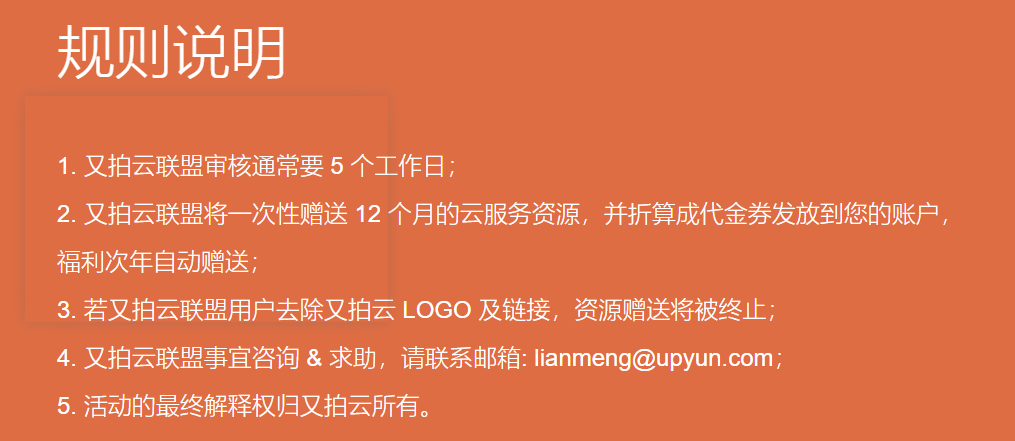 规则说明
1. 又拍云联盟审核通常要 5 个工作日；
2. 又拍云联盟将一次性赠送 12 个月的云服务资源，并折算成代金券发放到您的账户，
福利次年自动赠送；
3. 若又拍云联盟用户去除又拍云 LOGO 及链接，资源赠送将被终止；
4. 又拍云联盟事宜咨询 & 求助，请联系邮箱: lianmeng@upyun.com；
5. 活动的最终解释权归又拍云所有。